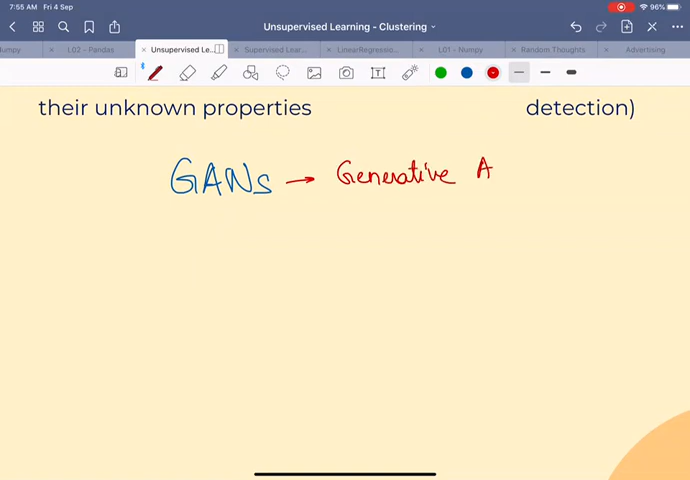 7:55 AM Fri 4 Sep 96%
Unsupervised Learning - Clustering
Numpy L02 - Pandas Unsupervised Le... Supervised Lear... LinearRegressio... L01 - Numpy Random Thoughts Advertising
their unknown properties detection)
GANs → Generative A